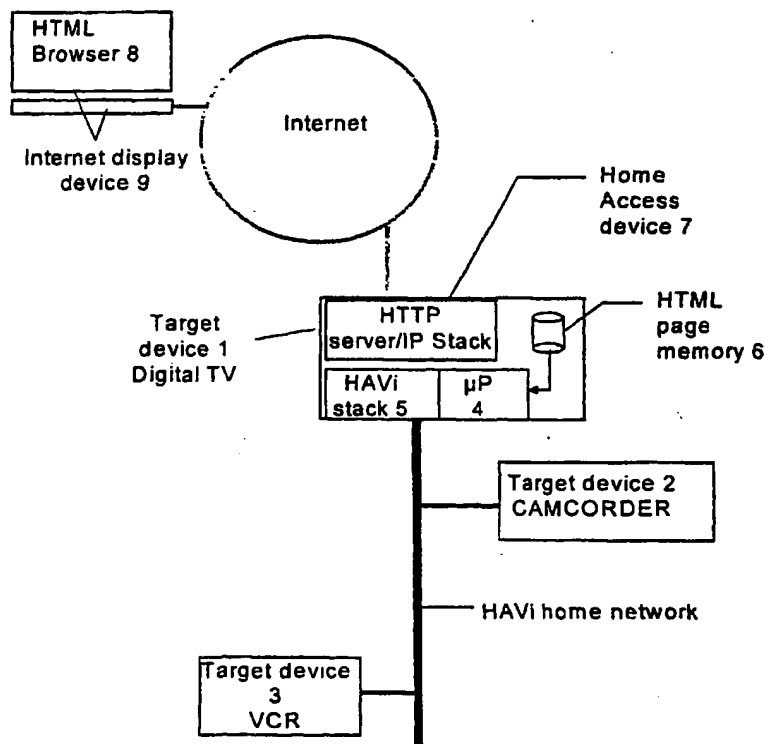 HTML
Browser 8
Internet
Internet display
device 9
Home
Access
device 7
Target
device 1
Digital TV
HTTP
server/IP Stack
HTML
page
memory 6
HAVi
stack 5
µP
4
Target device 2
CAMCORDER
HAVi home network
Target device
3
VCR